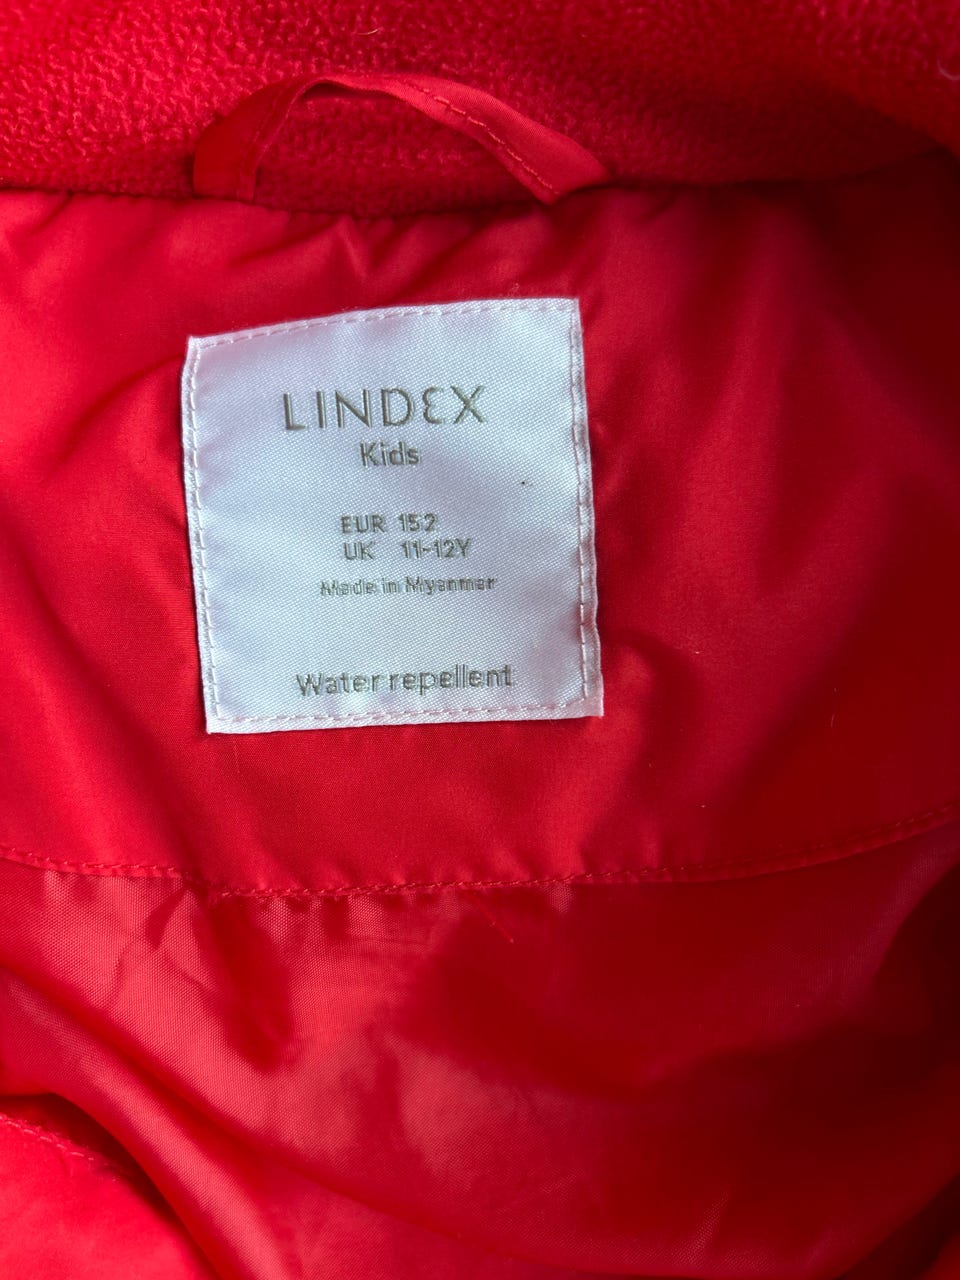 LINDEX
Kids
EUR 152
UK 11-12Y
Made in Myanmar
Water repellent